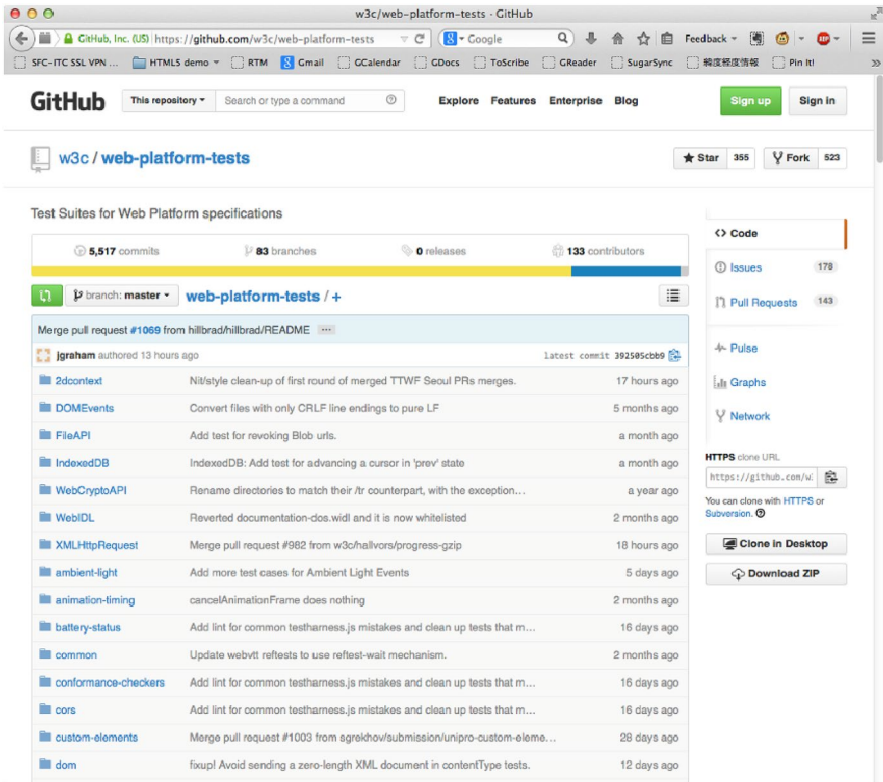 w3c/web-platform-tests · GitHub
GitHub, Inc. (US) https://github.com/w3c/web-platform-tests
Google
Feedback
ABP
SFC-ITC SSL VPN ...
HTML5 demo
RTM
Gmail
GCalendar
GDocs
ToScribe
GReader
SugarSync
緯度経度情報
Pin It!
GitHub
This repository
Search or type a command
Explore Features Enterprise Blog
Sign up
Sign in
w3c / web-platform-tests
Star 355
Fork 523
Test Suites for Web Platform specifications
5,517 commits
83 branches
0 releases
133 contributors
branch: master
web-platform-tests / +
Merge pull request #1069 from hillbrad/hillbrad/README ...
jgraham authored 13 hours ago
latest commit 392505cbb9
2dcontext Nit/style clean-up of first round of merged TTWF Seoul PRs merges. 17 hours ago
DOMEvents Convert files with only CRLF line endings to pure LF 5 months ago
FileAPI Add test for revoking Blob urls. a month ago
IndexedDB IndexedDB: Add test for advancing a cursor in 'prev' state a month ago
WebCryptoAPI Rename directories to match their /tr counterpart, with the exception... a year ago
WebIDL Reverted documentation-dos.widl and it is now whitelisted 2 months ago
XMLHttpRequest Merge pull request #982 from w3c/hallvors/progress-gzip 18 hours ago
ambient-light Add more test cases for Ambient Light Events 5 days ago
animation-timing cancelAnimationFrame does nothing 2 months ago
battery-status Add lint for common testharness.js mistakes and clean up tests that m... 16 days ago
common Update webvtt reftests to use reftest-wait mechanism. 2 months ago
conformance-checkers Add lint for common testharness.js mistakes and clean up tests that m... 16 days ago
cors Add lint for common testharness.js mistakes and clean up tests that m... 16 days ago
custom-elements Merge pull request #1003 from sgrekhov/submission/unipro-custom-eleme... 28 days ago
dom fixup! Avoid sending a zero-length XML document in contentType tests. 12 days ago
Code
Issues 178
Pull Requests 143
Pulse
Graphs
Network
HTTPS clone URL
https://github.com/w
You can clone with HTTPS or
Subversion.
Clone in Desktop
Download ZIP